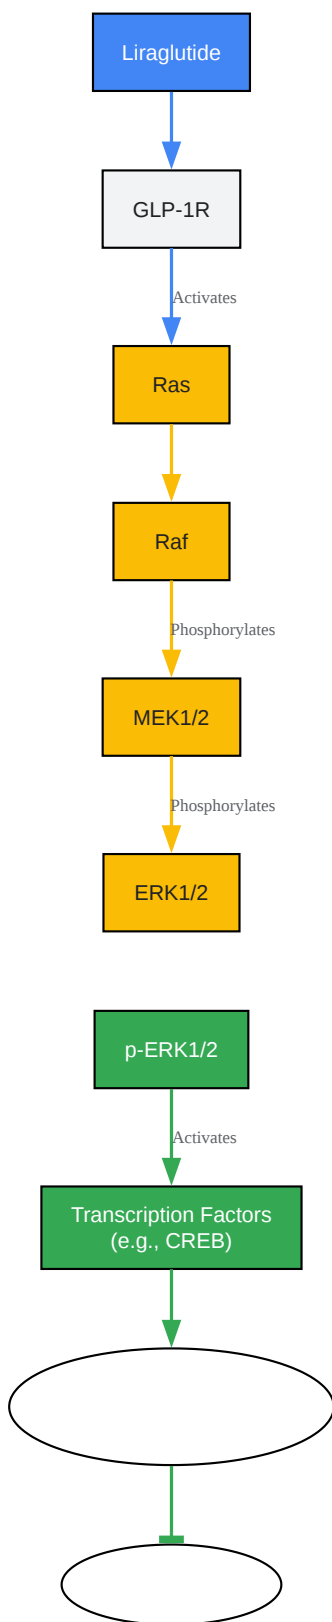 Liraglutide
GLP-1R
Activates
Ras
Raf
Phosphorylates
MEK1/2
Phosphorylates
ERK1/2
p-ERK1/2
Activates
Transcription Factors
(e.g., CREB)